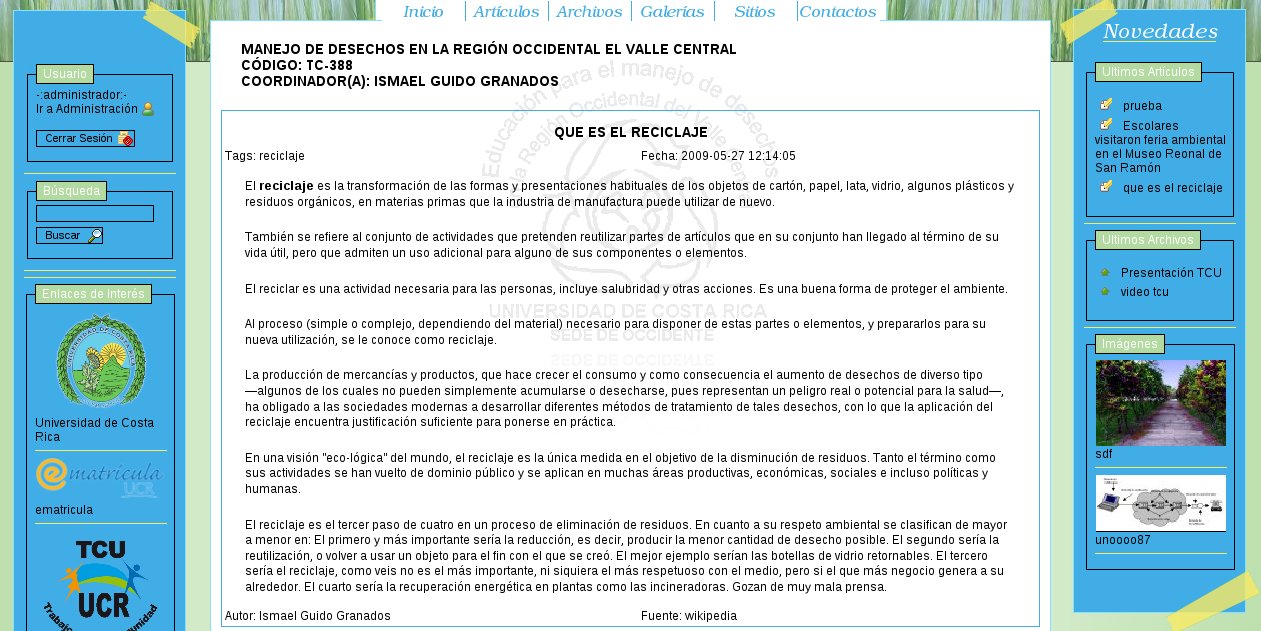 Inicio
Artículos
Archivos
Galerías
Sitios
Contactos
Usuario
-:administrador:-
Ir a Administración
Cerrar Sesión
Búsqueda
Buscar
Enlaces de Interés
Universidad de Costa
Rica
ematrícula
UCR
ematricula
TCU
UCR
MANEJO DE DESECHOS EN LA REGIÓN OCCIDENTAL EL VALLE CENTRAL
CÓDIGO: TC-388
COORDINADOR(A): ISMAEL GUIDO GRANADOS
Educación para el manejo de desechos
la Región Occidental del Valle Central
UNIVERSIDAD DE COSTA RICA
SEDE DE OCCIDENTE
QUE ES EL RECICLAJE
Tags: reciclaje
Fecha: 2009-05-27 12:14:05
El reciclaje es la transformación de las formas y presentaciones habituales de los objetos de cartón, papel, lata, vidrio, algunos plásticos y
residuos orgánicos, en materias primas que la industria de manufactura puede utilizar de nuevo.
También se refiere al conjunto de actividades que pretenden reutilizar partes de artículos que en su conjunto han llegado al término de su
vida útil, pero que admiten un uso adicional para alguno de sus componentes o elementos.
El reciclar es una actividad necesaria para las personas, incluye salubridad y otras acciones. Es una buena forma de proteger el ambiente.
Al proceso (simple o complejo, dependiendo del material) necesario para disponer de estas partes o elementos, y prepararlos para su
nueva utilización, se le conoce como reciclaje.
La producción de mercancías y productos, que hace crecer el consumo y como consecuencia el aumento de desechos de diverso tipo
—algunos de los cuales no pueden simplemente acumularse o desecharse, pues representan un peligro real o potencial para la salud—,
ha obligado a las sociedades modernas a desarrollar diferentes métodos de tratamiento de tales desechos, con lo que la aplicación del
reciclaje encuentra justificación suficiente para ponerse en práctica.
En una visión "eco-lógica" del mundo, el reciclaje es la única medida en el objetivo de la disminución de residuos. Tanto el término como
sus actividades se han vuelto de dominio público y se aplican en muchas áreas productivas, económicas, sociales e incluso políticas y
humanas.
El reciclaje es el tercer paso de cuatro en un proceso de eliminación de residuos. En cuanto a su respeto ambiental se clasifican de mayor
a menor en: El primero y más importante sería la reducción, es decir, producir la menor cantidad de desecho posible. El segundo sería la
reutilización, o volver a usar un objeto para el fin con el que se creó. El mejor ejemplo serían las botellas de vidrio retornables. El tercero
sería el reciclaje, como veis no es el más importante, ni siquiera el más respetuoso con el medio, pero si el que más negocio genera a su
alrededor. El cuarto sería la recuperación energética en plantas como las incineradoras. Gozan de muy mala prensa.
Autor: Ismael Guido Granados
Fuente: wikipedia
Novedades
Ultimos Artículos
prueba
Escolares
visitaron feria ambiental
en el Museo Reonal de
San Ramón
que es el reciclaje
Ultimos Archivos
Presentación TCU
video tcu
Imágenes
sdf
unoooo87